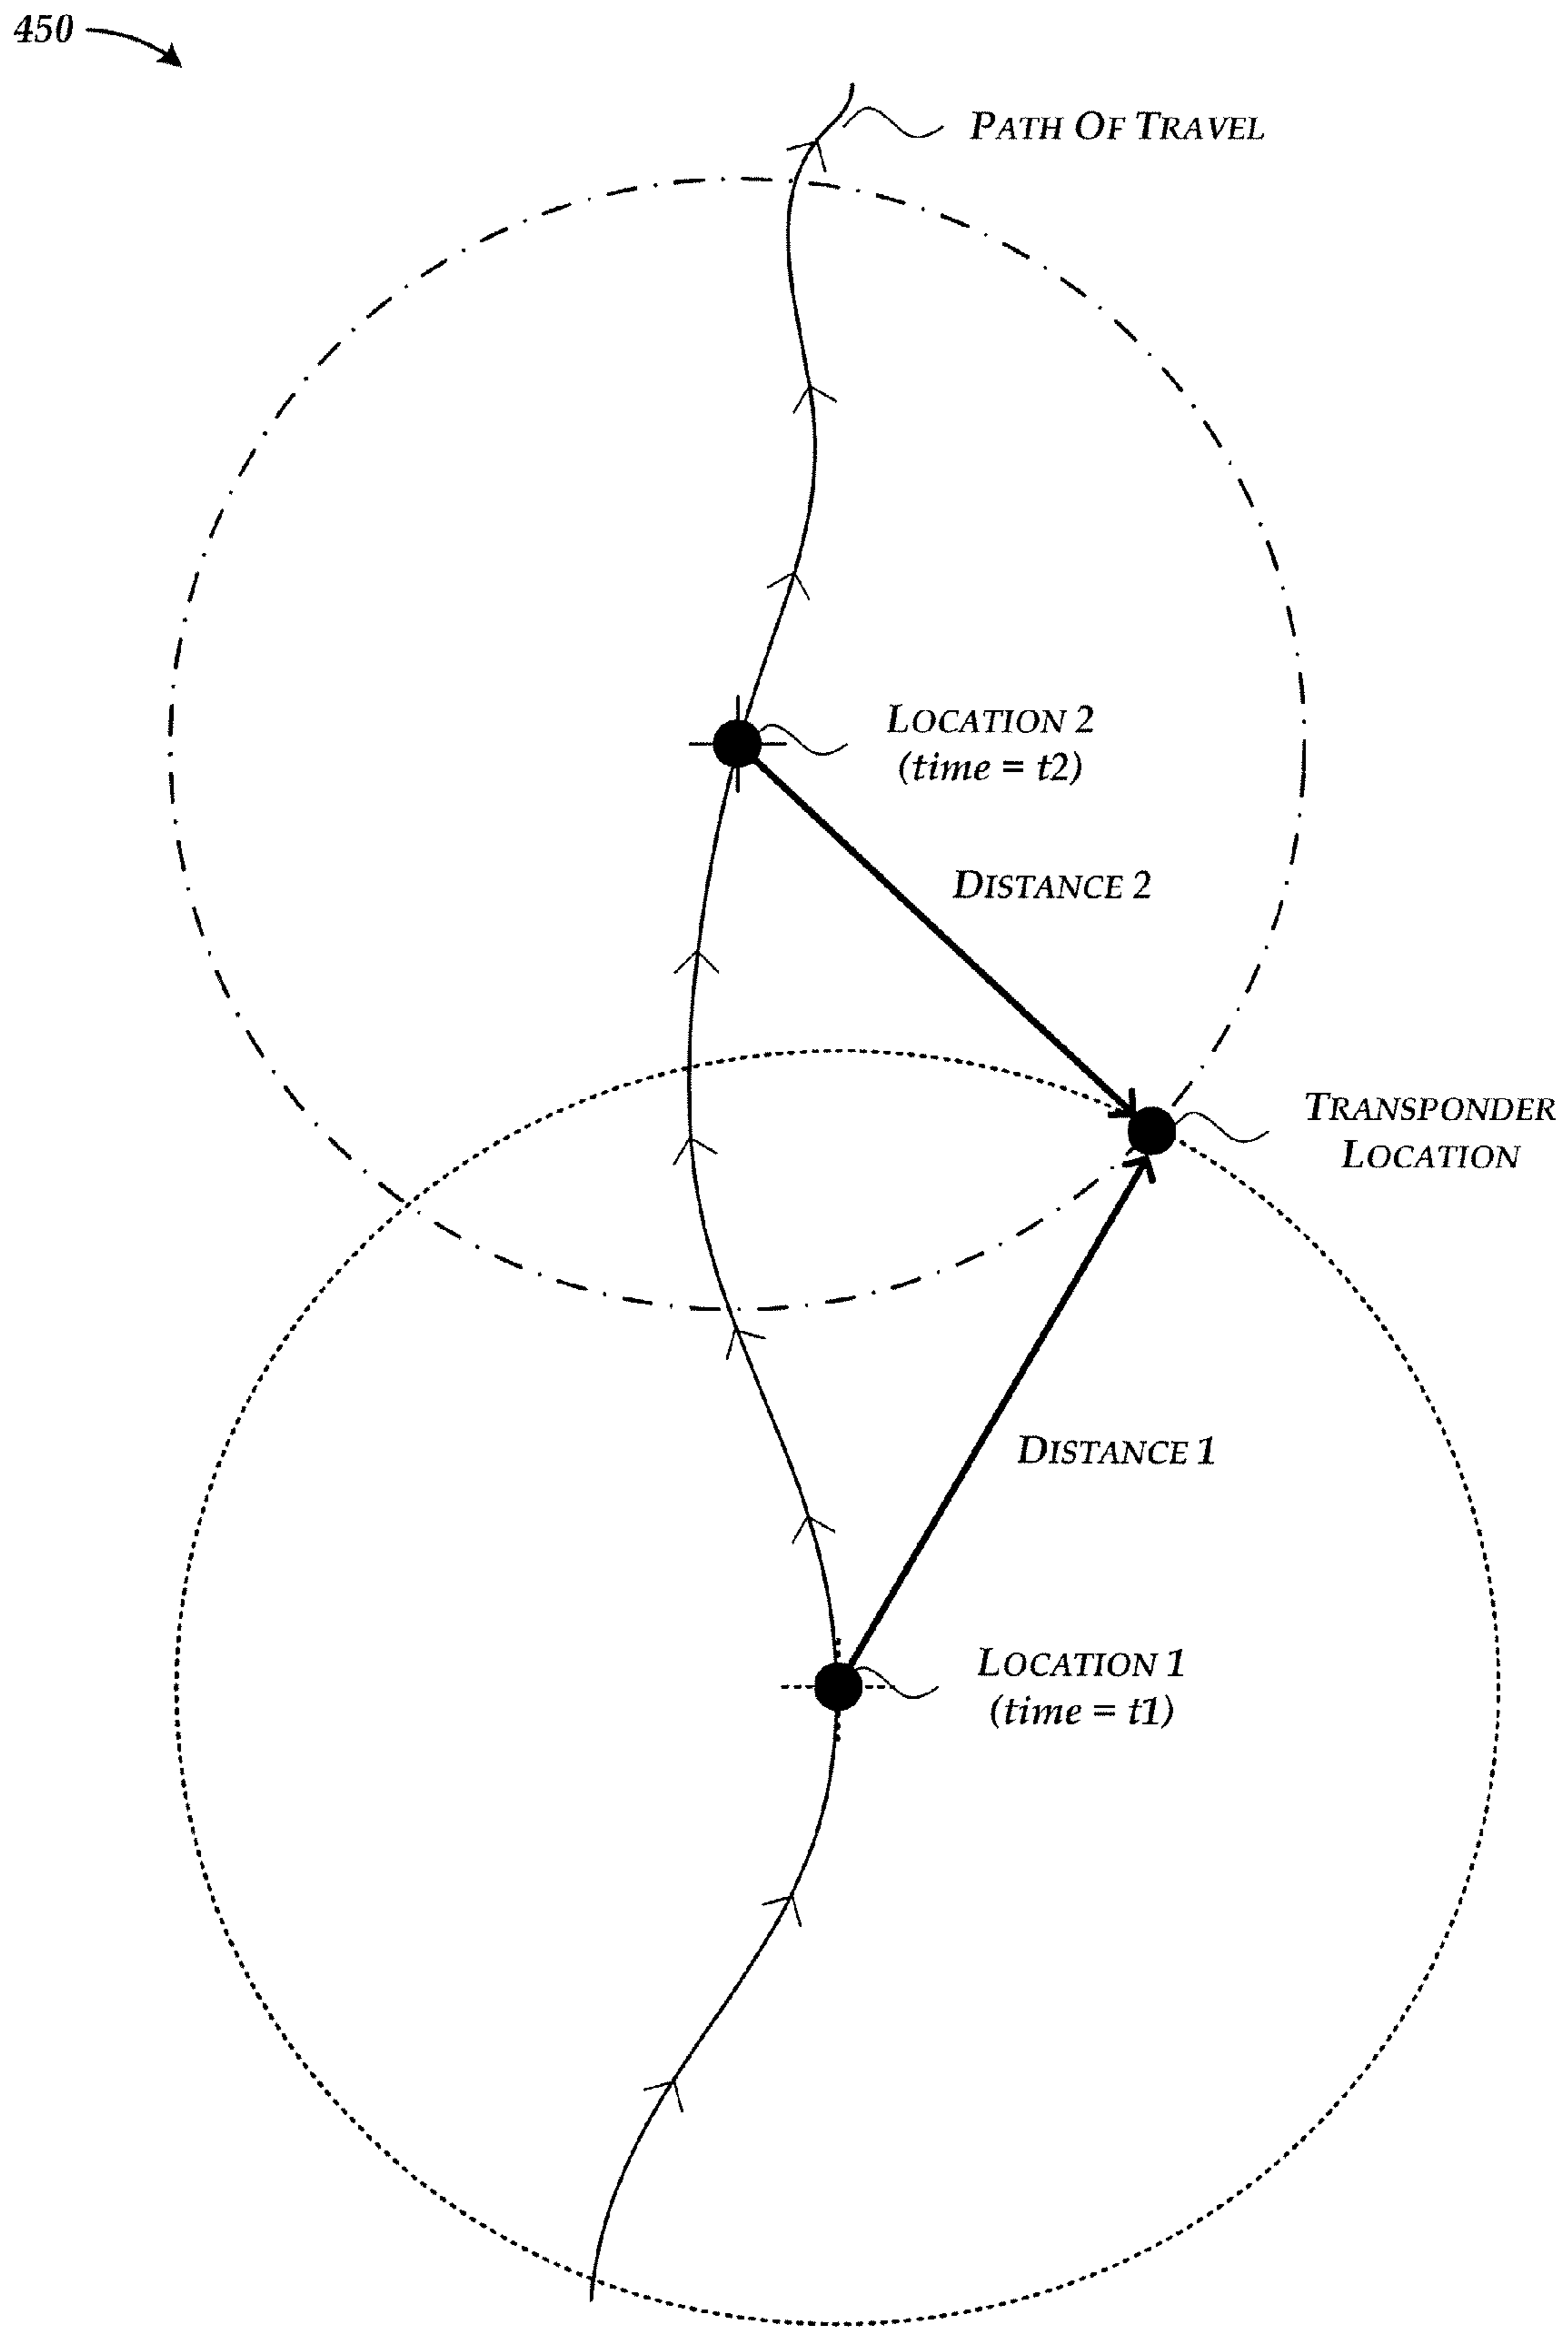 450
PATH OF TRAVEL
LOCATION 2
(time = t2)
DISTANCE 2
TRANSPONDER
LOCATION
DISTANCE 1
LOCATION 1
(time = t1)